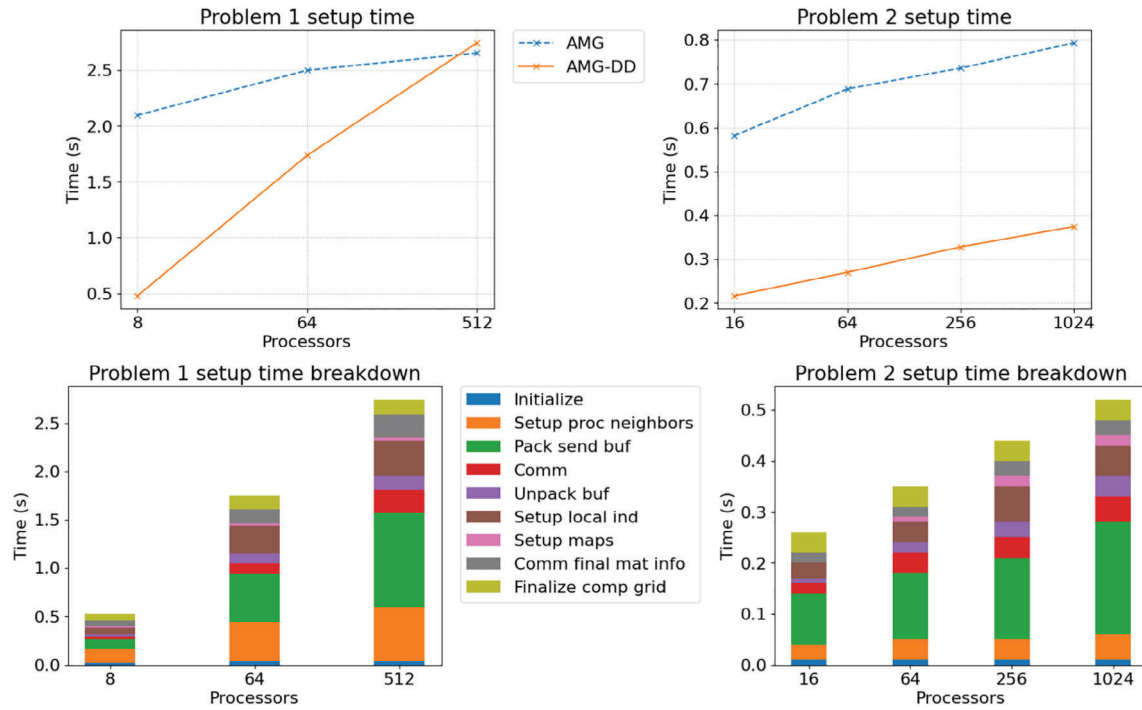 Problem 1 setup time
Time (s)
2.5
2.0
1.5
1.0
0.5
8
64
512
Processors
AMG
AMG-DD
Problem 2 setup time
Time (s)
0.8
0.7
0.6
0.5
0.4
0.3
0.2
16
64
256
1024
Processors
Problem 1 setup time breakdown
Time (s)
2.5
2.0
1.5
1.0
0.5
0.0
8
64
512
Processors
Initialize
Setup proc neighbors
Pack send buf
Comm
Unpack buf
Setup local ind
Setup maps
Comm final mat info
Finalize comp grid
Problem 2 setup time breakdown
Time (s)
0.5
0.4
0.3
0.2
0.1
0.0
16
64
256
1024
Processors